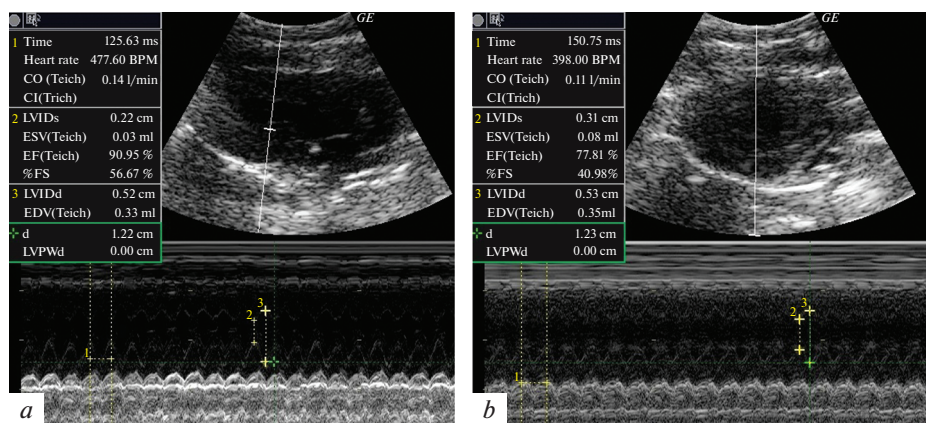 GE
1 Time 125.63 ms
Heart rate 477.60 BPM
CO (Teich) 0.14 l/min
CI(Trich)
2 LVIDs 0.22 cm
ESV(Teich) 0.03 ml
EF(Teich) 90.95 %
%FS 56.67 %
3 LVIDd 0.52 cm
EDV(Teich) 0.33 ml
d 1.22 cm
LVPWd 0.00 cm
3
2
1
a
GE
1 Time 150.75 ms
Heart rate 398.00 BPM
CO (Teich) 0.11 l/min
CI(Trich)
2 LVIDs 0.31 cm
ESV(Teich) 0.08 ml
EF(Teich) 77.81 %
%FS 40.98%
3 LVIDd 0.53 cm
EDV(Teich) 0.35ml
d 1.23 cm
LVPWd 0.00 cm
2 3
1
b